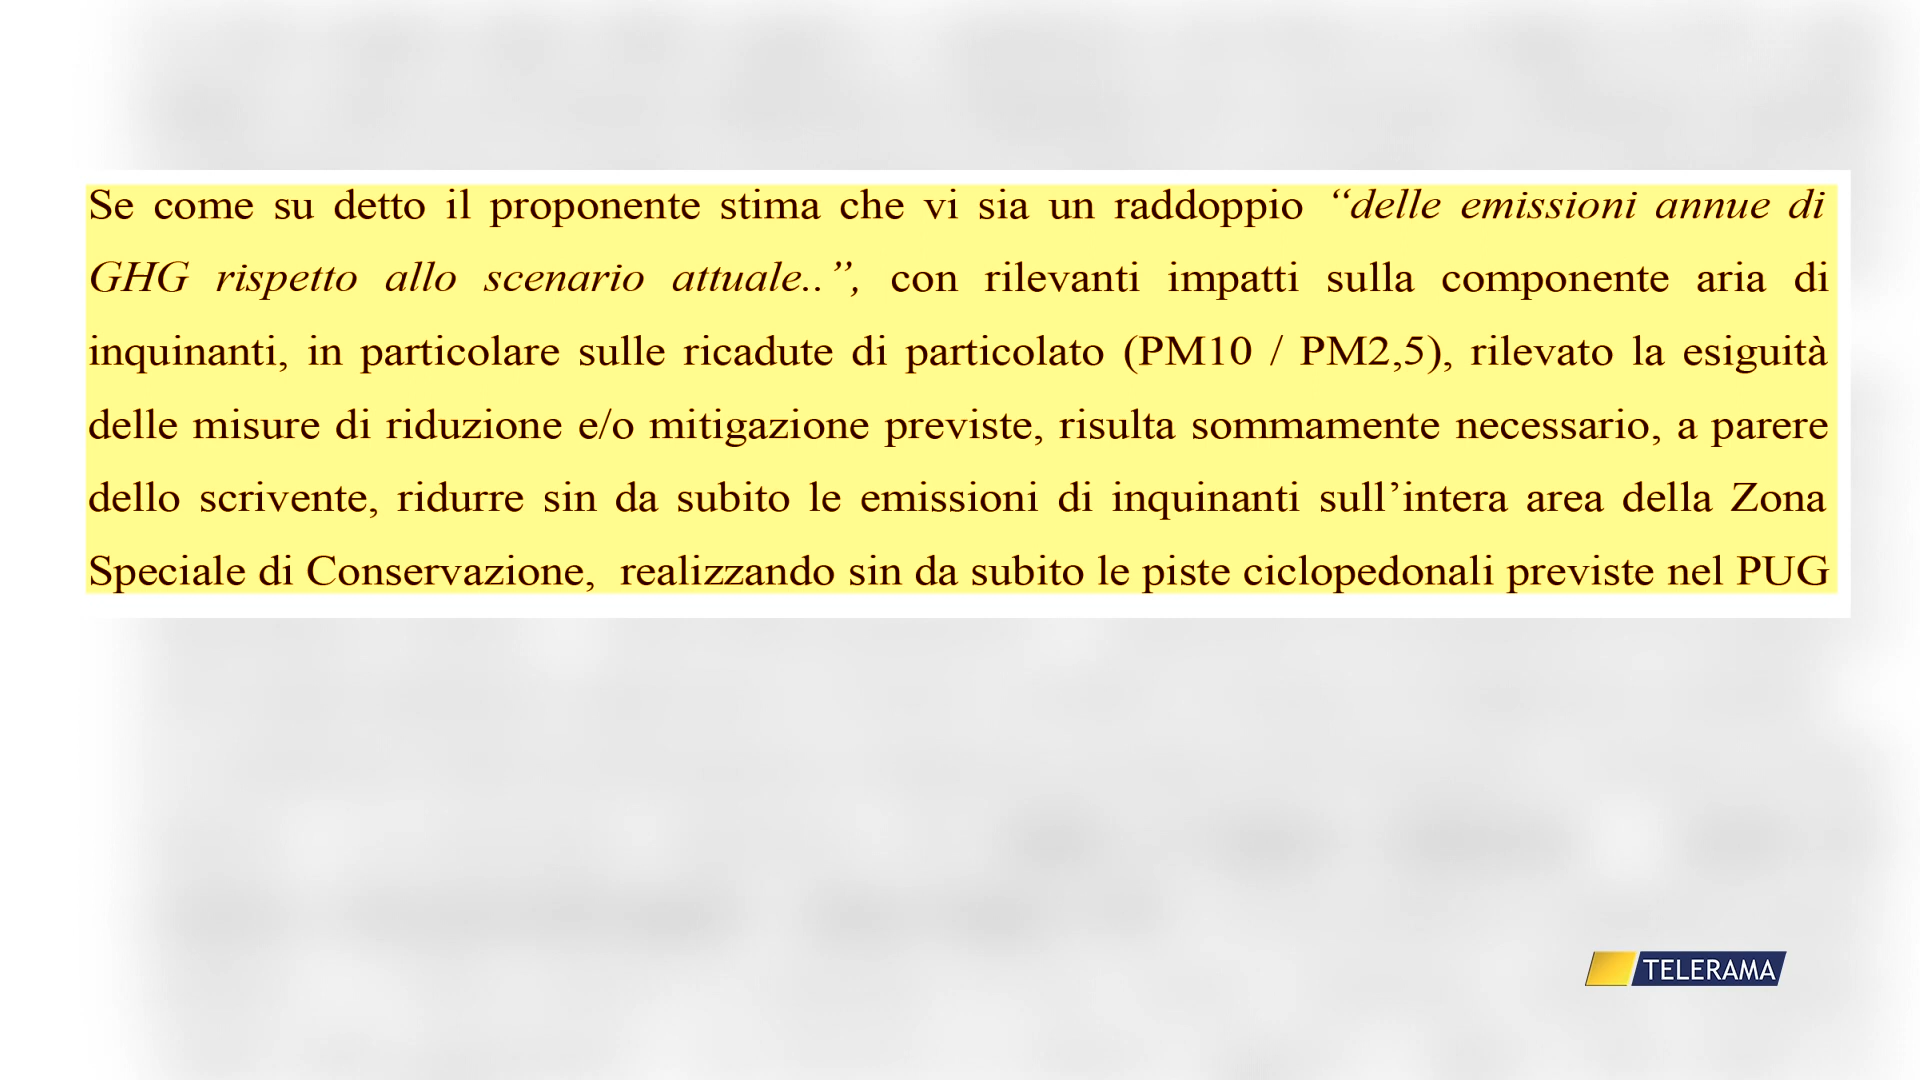 Se come su detto il proponente stima che vi sia un raddoppio “delle emissioni annue di
GHG rispetto allo scenario attuale..”, con rilevanti impatti sulla componente aria di
inquinanti, in particolare sulle ricadute di particolato (PM10 / PM2,5), rilevato la esiguità
delle misure di riduzione e/o mitigazione previste, risulta sommamente necessario, a parere
dello scrivente, ridurre sin da subito le emissioni di inquinanti sull’intera area della Zona
Speciale di Conservazione, realizzando sin da subito le piste ciclopedonali previste nel PUG
TELERAMA